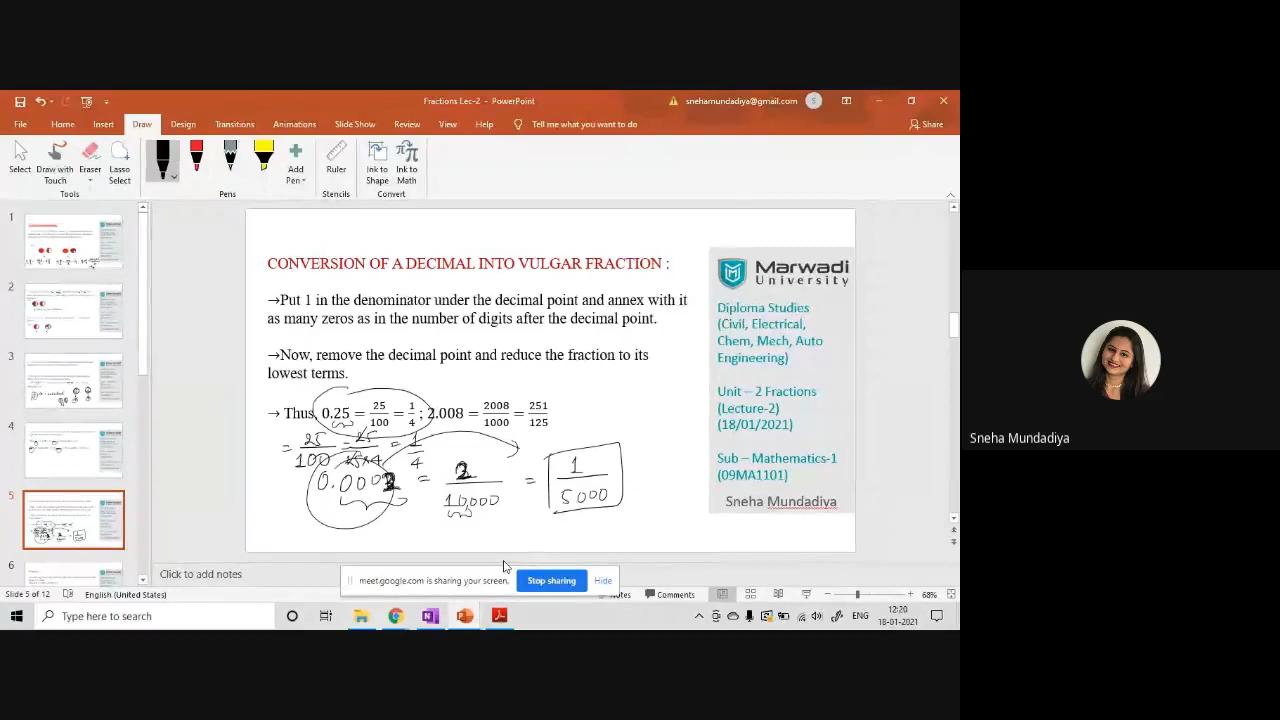 Fractions Lec-2 - PowerPoint
snehamundadiya@gmail.com
S
File Home Insert Draw Design Transitions Animations Slide Show Review View Help Tell me what you want to do
Share
Select
Draw with Touch
Eraser
Lasso Select
Add Pen
Ruler
Ink to Shape
Ink to Math
Tools
Pens
Stencils
Convert
1
2
3
4
5
6
CONVERSION OF A DECIMAL INTO VULGAR FRACTION :
→Put 1 in the denominator under the decimal point and annex with it
as many zeros as in the number of digits after the decimal point.
→Now, remove the decimal point and reduce the fraction to its
lowest terms.
→ Thus, 0.25 = 25/100 = 1/4 ; 2.008 = 2008/1000 = 251/125
0.0002 = 2/10000 = 1/5000
Marwadi
University
Diploma Studies
(Civil, Electrical,
Chem, Mech, Auto
Engineering)
Unit – 2 Fractions
(Lecture-2)
(18/01/2021)
Sub – Mathematics-1
(09MA1101)
Sneha Mundadiya
Sneha Mundadiya
Click to add notes
meet.google.com is sharing your screen.
Stop sharing
Hide
Slide 5 of 12
English (United States)
Comments
68%
Type here to search
ENG
12:20
18-01-2021